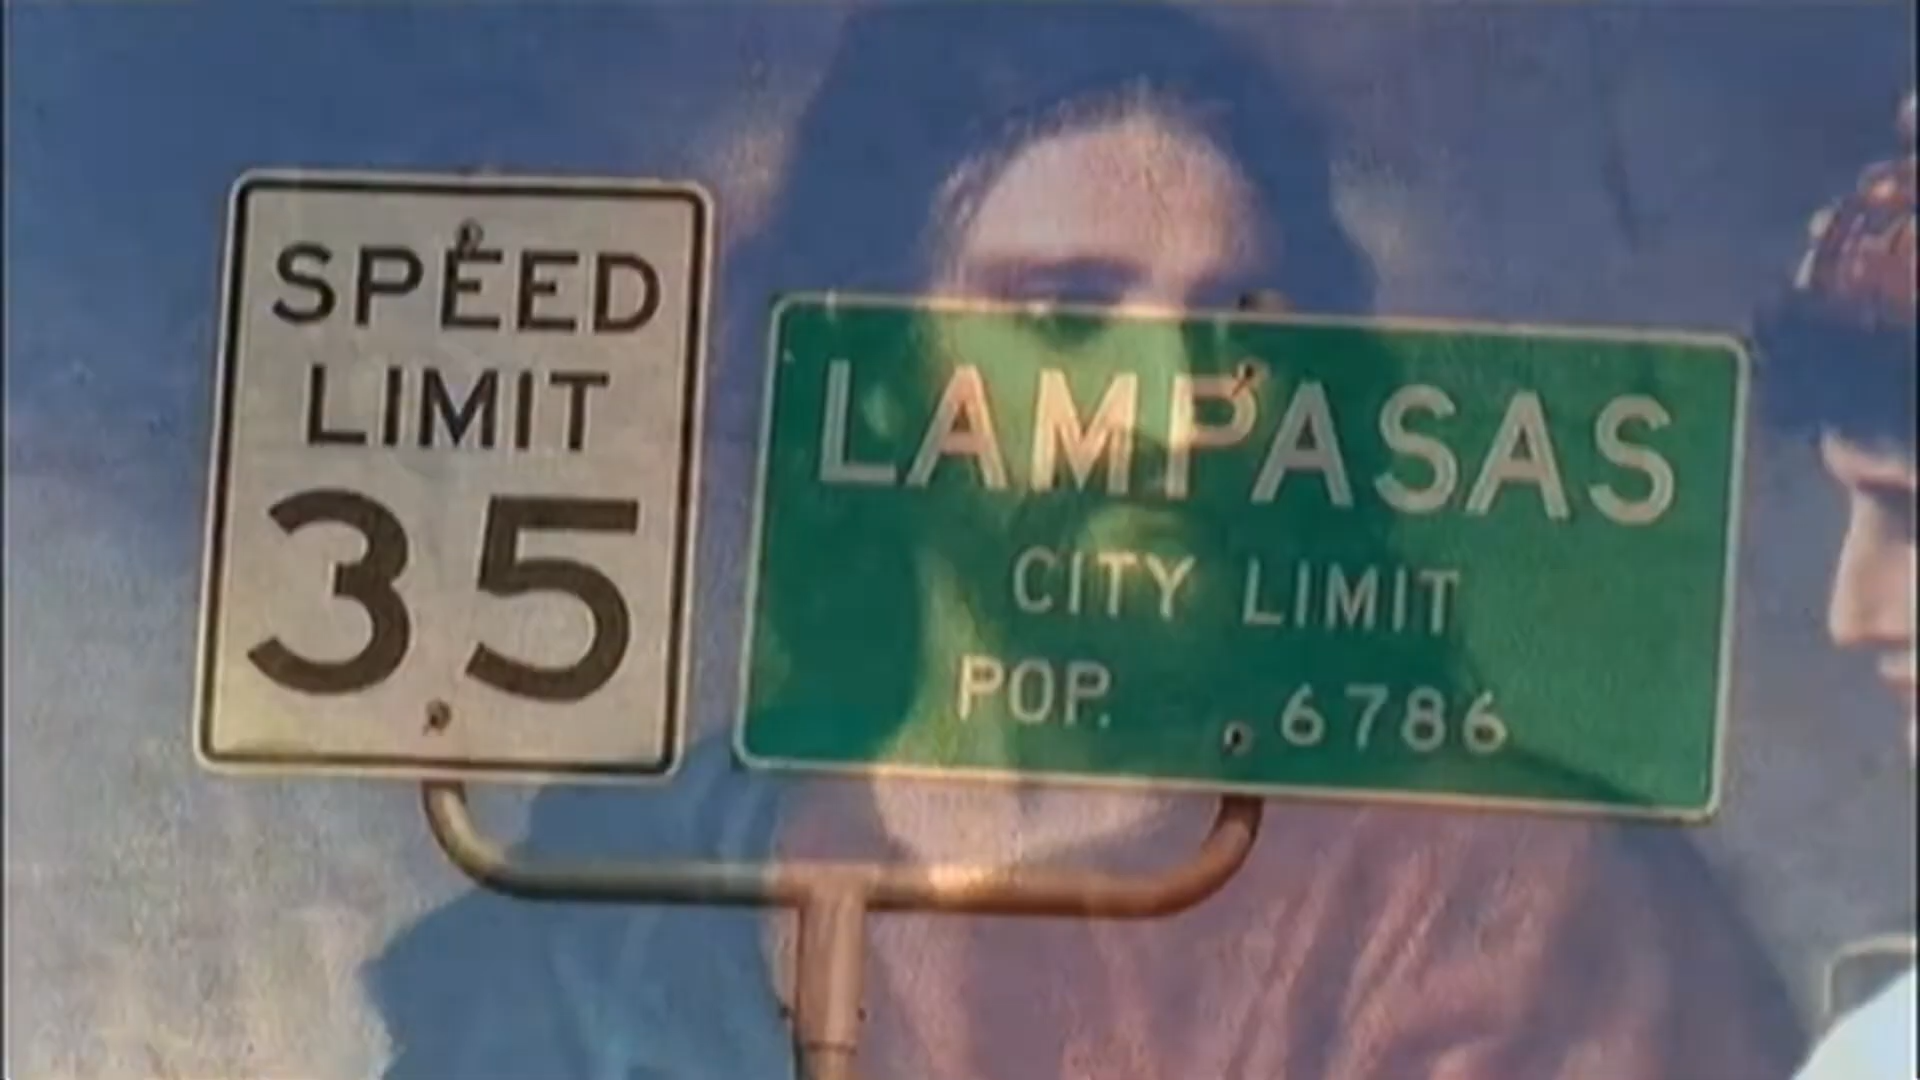 SPEED
LIMIT
35
LAMPASAS
CITY LIMIT
POP. 6786